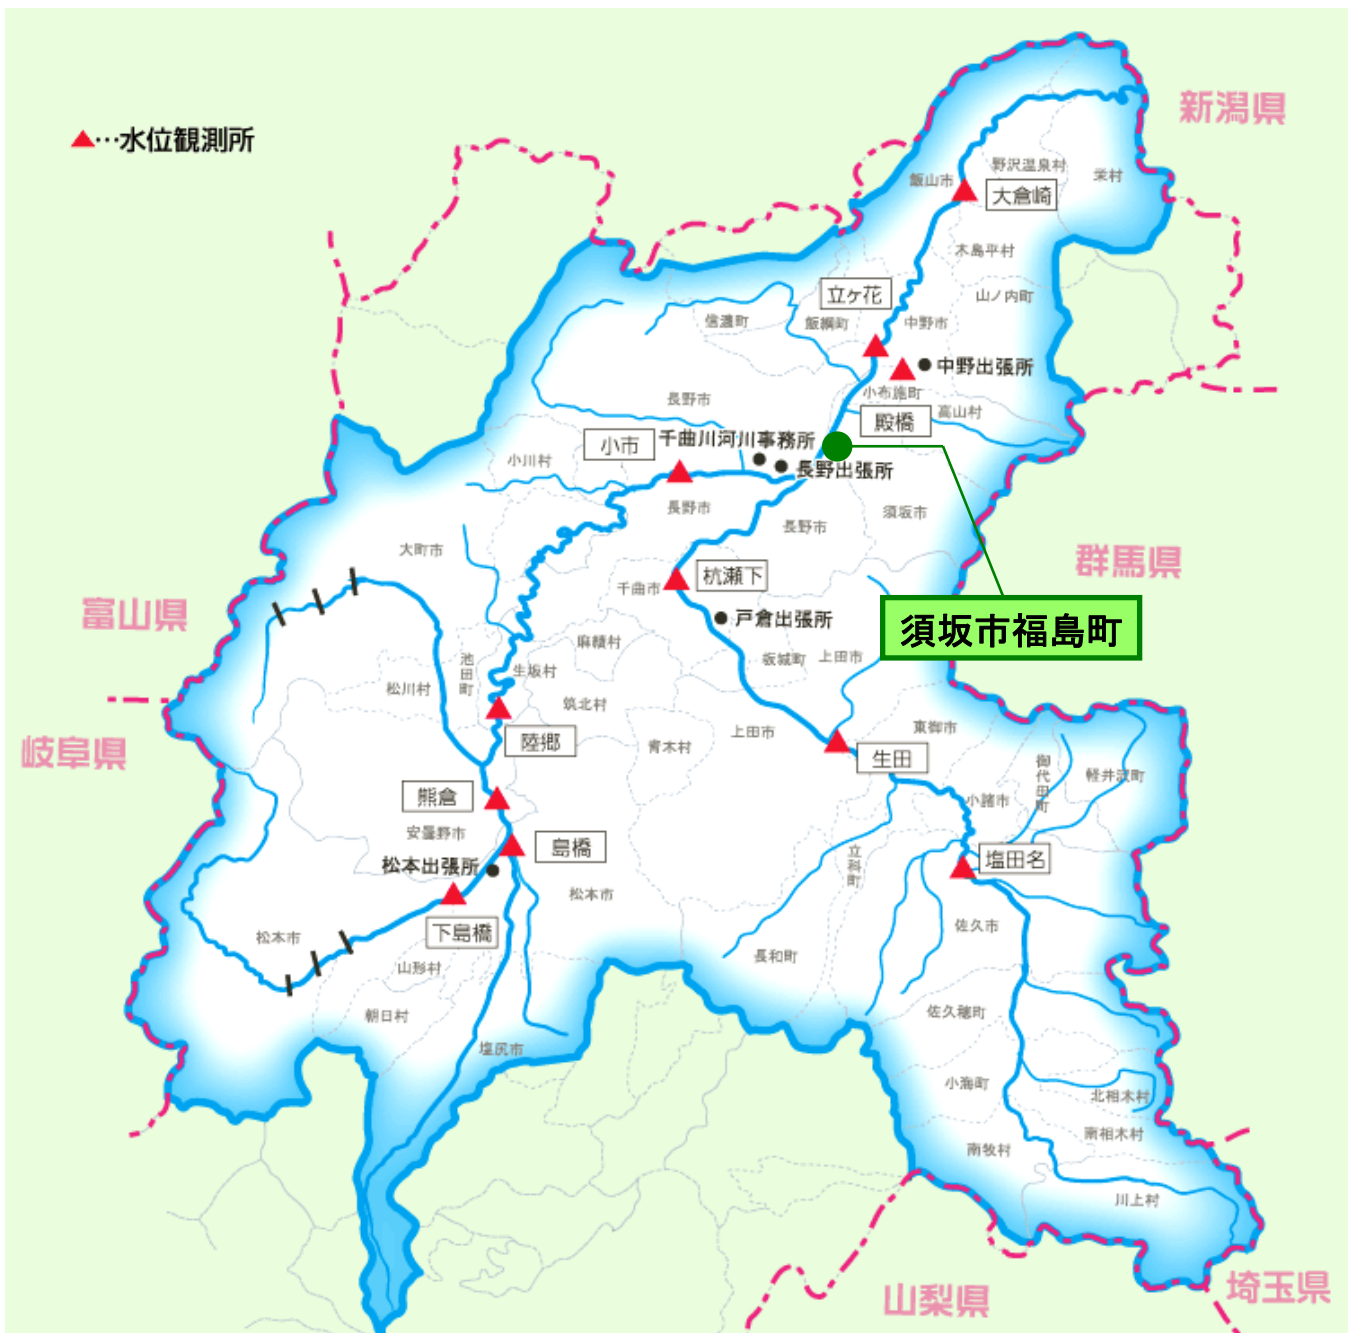 新潟県
▲…水位観測所
野沢温泉村
栄村
飯山市
大倉崎
木島平村
立ヶ花
山ノ内町
信濃町
飯綱町
中野市
中野出張所
小布施町
長野市
高山村
殿橋
千曲川河川事務所
小市
小川村
長野出張所
長野市
須坂市
長野市
大町市
群馬県
杭瀬下
千曲市
富山県
戸倉出張所
須坂市福島町
麻績村
坂城町
上田市
生坂村
池田町
松川村
筑北村
東御市
上田市
陸郷
青木村
岐阜県
生田
御代田町
軽井沢町
熊倉
小諸市
安曇野市
島橋
塩田名
松本出張所
立科町
松本市
佐久市
下島橋
松本市
長和町
山形村
佐久穂町
朝日村
塩尻市
小海町
北相木村
南相木村
南牧村
川上村
埼玉県
山梨県